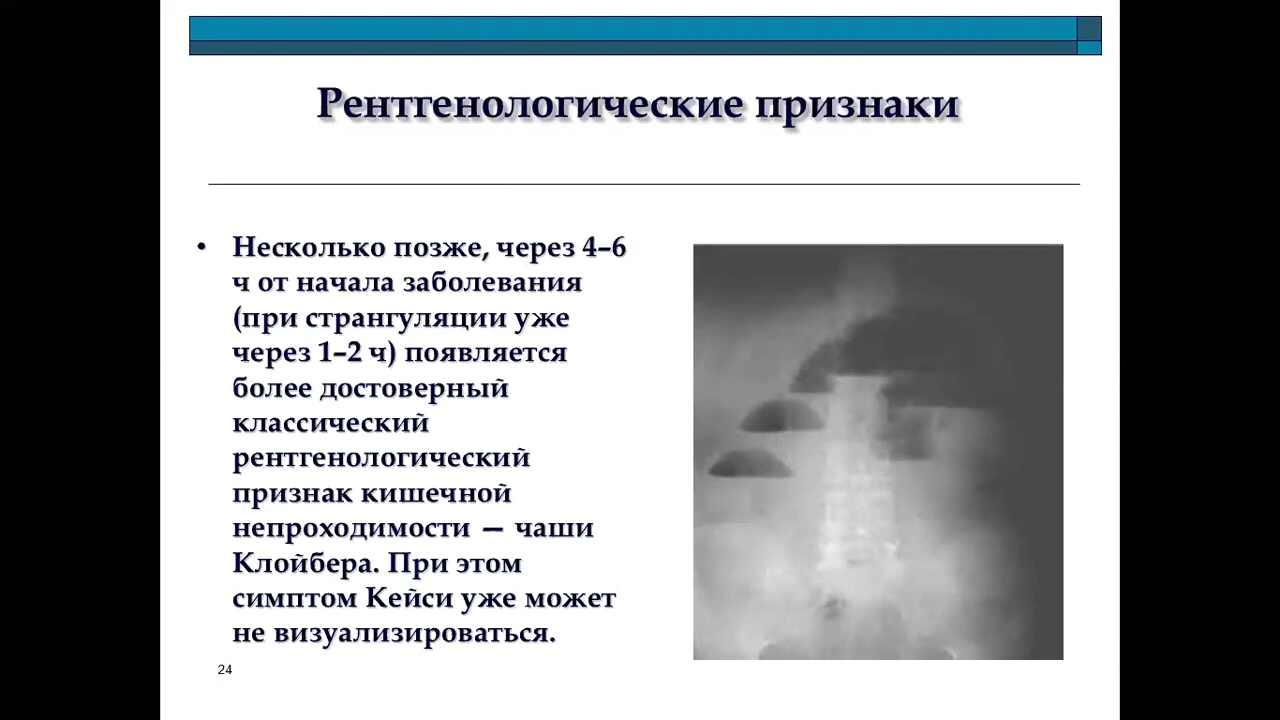 Рентгенологические признаки
• Несколько позже, через 4–6
ч от начала заболевания
(при странгуляции уже
через 1–2 ч) появляется
более достоверный
классический
рентгенологический
признак кишечной
непроходимости — чаши
Клойбера. При этом
симптом Кейси уже может
не визуализироваться.
24